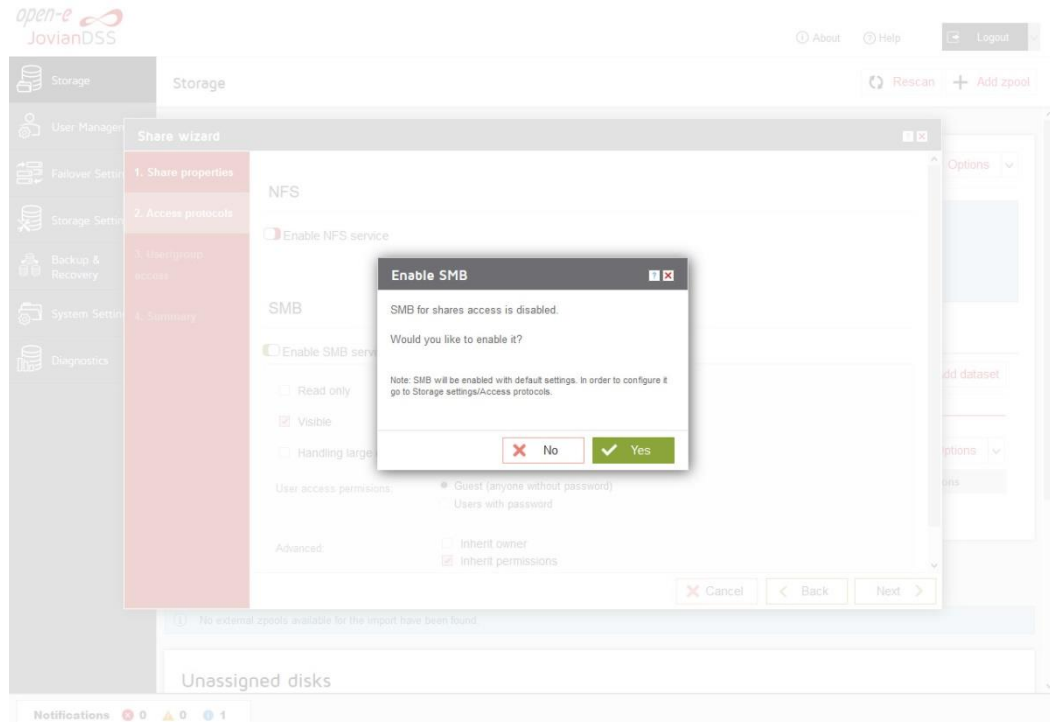 open-e
JovianDSS
About
Help
Logout
Storage
Storage
Rescan
Add zpool
User Manager
Share wizard
Failover Settin
1. Share properties
Options
NFS
Storage Settin
2. Access protocols
Enable NFS service
Backup &
Recovery
3. User/group
access
Enable SMB
System Settin
4. Summary
SMB
SMB for shares access is disabled.
Would you like to enable it?
Diagnostics
Enable SMB servi
Read only
Note: SMB will be enabled with default settings. In order to configure it
go to Storage settings/Access protocols.
dd dataset
Visible
Handling large
No
Yes
ptions
User access permisions:
Guest (anyone without password)
Users with password
ons
Advanced:
Inherit owner
Inherit permissions
Cancel
Back
Next
No external zpools available for the import have been found
Unassigned disks
Notifications 0 0 1